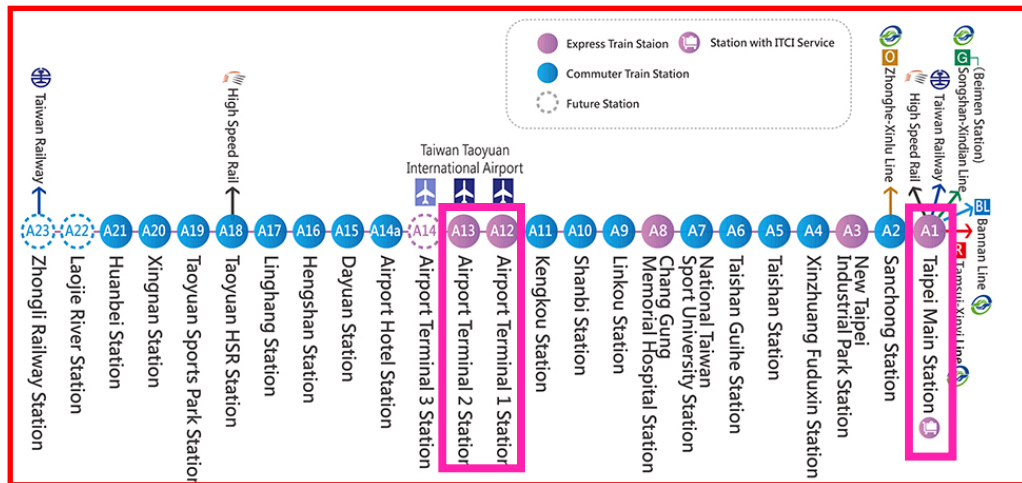 Express Train Staion
Station with ITCI Service
Commuter Train Station
Future Station
Taiwan Railway
High Speed Rail
Taiwan Taoyuan
International Airport
O
Zhonghe-Xinlu Line
High Speed Rail
Taiwan Railway
G
Songshan-Xindian Line
(Beimen Station)
BL
Bannan Line
R
Tamsui-Xinyi Line
A23
A22
A21
A20
A19
A18
A17
A16
A15
A14a
A14
A13
A12
A11
A10
A9
A8
A7
A6
A5
A4
A3
A2
A1
Zhongli Railway Station
Laojie River Station
Huanbei Station
Xingnan Station
Taoyuan Sports Park Station
Taoyuan HSR Station
Linghang Station
Hengshan Station
Dayuan Station
Airport Hotel Station
Airport Terminal 3 Station
Airport Terminal 2 Station
Airport Terminal 1 Station
Kengkou Station
Shanbi Station
Linkou Station
Chang Gung
Memorial Hospital Station
National Taiwan
Sport University Station
Taishan Guihe Station
Taishan Station
Xinzhuang Fuduxin Station
New Taipei
Industrial Park Station
Sanchong Station
Taipei Main Station